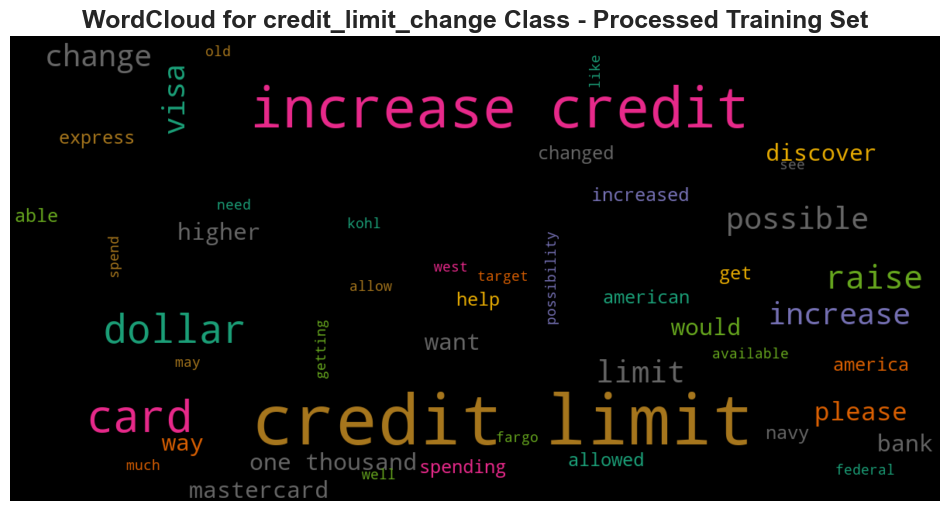 WordCloud for credit_limit_change Class - Processed Training Set
change
old
visa
like
increase credit
express
changed
discover
see
able
need
increased
higher
kohl
possible
spend
west
target
possibility
get
raise
allow
help
american
increase
dollar
getting
want
would
may
available
limit
america
card
credit limit
please
way
fargo
navy
bank
much
one thousand
well
spending
allowed
federal
mastercard